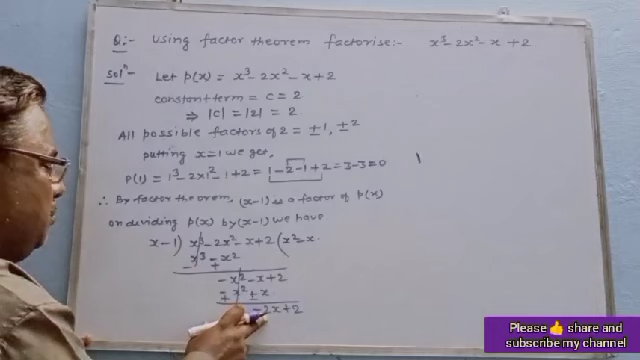 Q:- Using factor theorem factorise:- x³- 2x²- x + 2
Solⁿ Let P(x) = x³- 2x²- x + 2
constant term = c = 2
⇒ |c| = |2| = 2
All possible factors of 2 = ±1, ±2
putting x=1 we get,
P(1) = 1³- 2×1²- 1+2 = 1-2-1+2 = 3-3=0
∴ By factor theorem, (x-1) is a factor of P(x)
on dividing P(x) by (x-1) we have
x-1) x³- 2x²- x+2 (x²- x
x³- x²
- +
- x²- x+2
- x² + x
+ -
-2x+2
Please 👍 share and
subscribe my channel